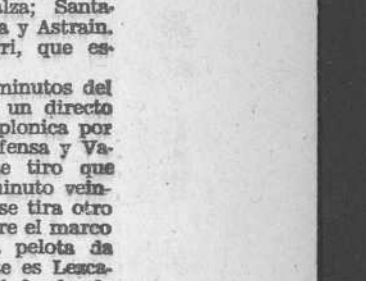 alza; Santa-
a y Astrain.
ri, que es-
minutos del
un directo
plonica por
fensa y Va-
e tiro que
minuto vein-
se tira otro
re el marco
pelota da
e es Lezca-